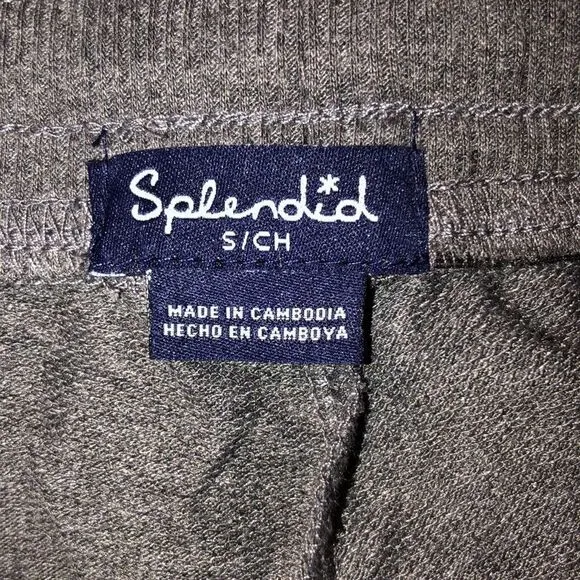 Splendid
S/CH
MADE IN CAMBODIA
HECHO EN CAMBOYA